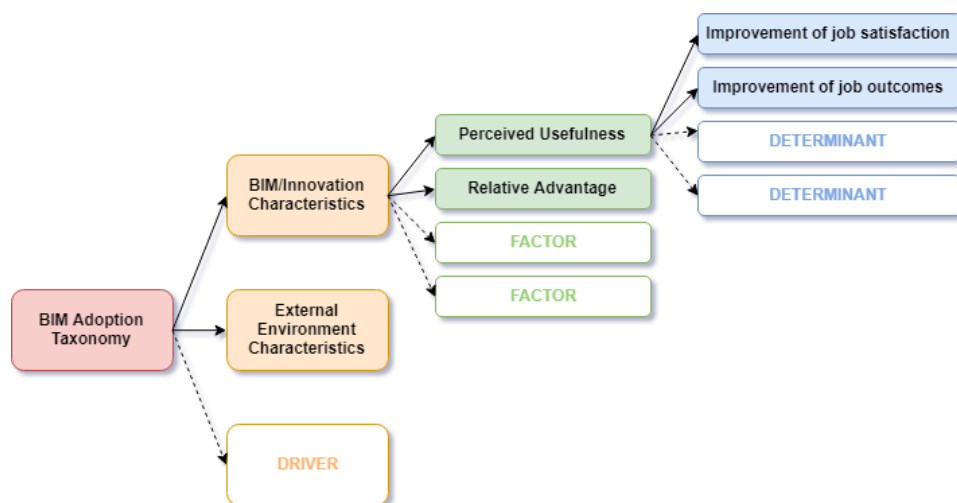 BIM Adoption
Taxonomy
BIM/Innovation
Characteristics
External
Environment
Characteristics
DRIVER
Perceived Usefulness
Relative Advantage
FACTOR
FACTOR
Improvement of job satisfaction
Improvement of job outcomes
DETERMINANT
DETERMINANT